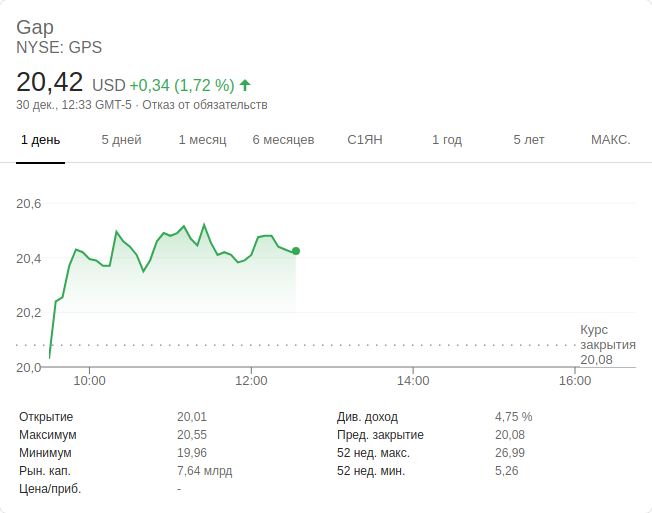 Gap
NYSE: GPS
20,42 USD +0,34 (1,72 %)
30 дек., 12:33 GMT-5 · Отказ от обязательств
1 день 5 дней 1 месяц 6 месяцев С1ЯН 1 год 5 лет МАКС.
20,6
20,4
20,2
20,0
Курс
закрытия
20,08
10:00 12:00 14:00 16:00
Открытие 20,01
Максимум 20,55
Минимум 19,96
Рын. кап. 7,64 млрд
Цена/приб. -
Див. доход 4,75 %
Пред. закрытие 20,08
52 нед. макс. 26,99
52 нед. мин. 5,26